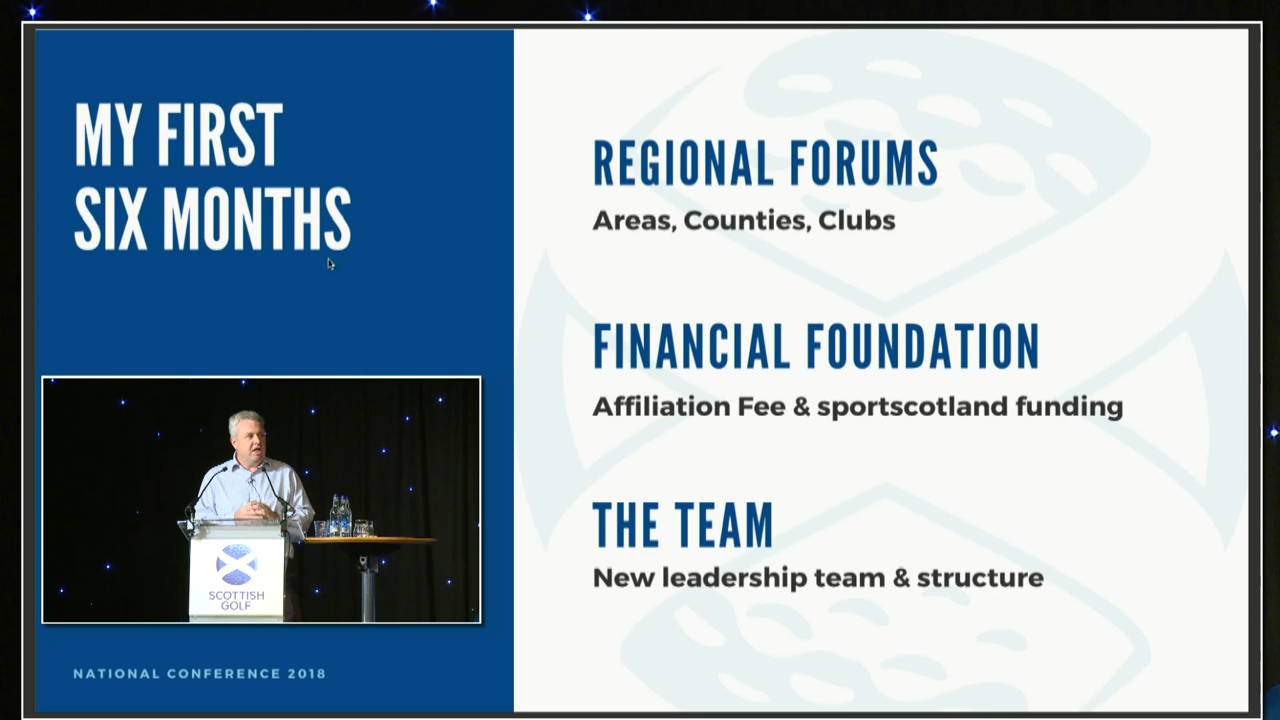 MY FIRST
SIX MONTHS
REGIONAL FORUMS
Areas, Counties, Clubs
FINANCIAL FOUNDATION
Affiliation Fee & sportscotland funding
THE TEAM
New leadership team & structure
SCOTTISH
GOLF
NATIONAL CONFERENCE 2018